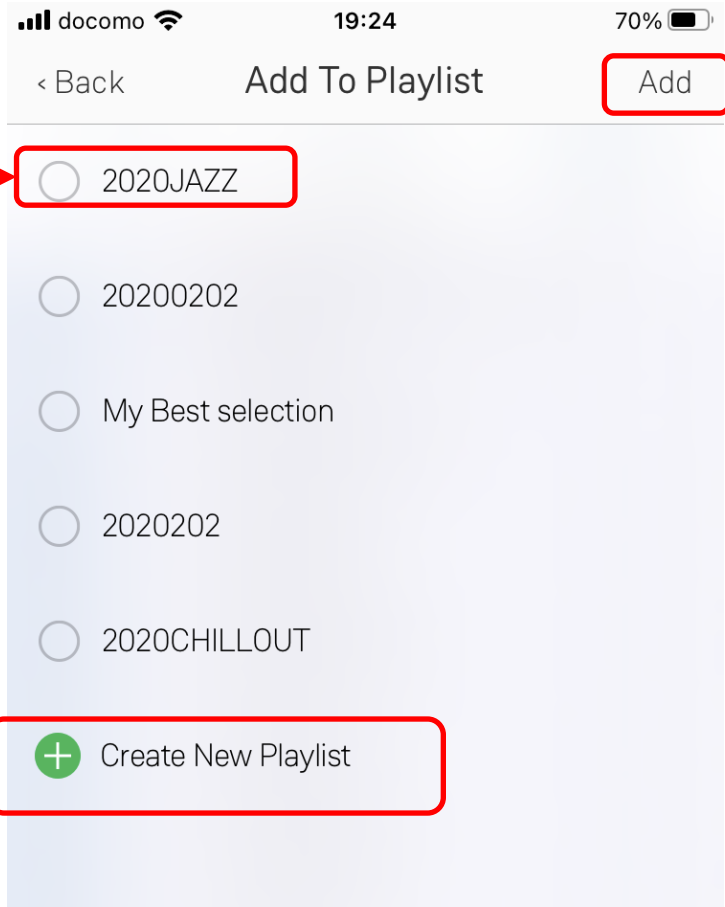 docomo 19:24 70%
‹ Back Add To Playlist Add
2020JAZZ
20200202
My Best selection
2020202
2020CHILLOUT
Create New Playlist